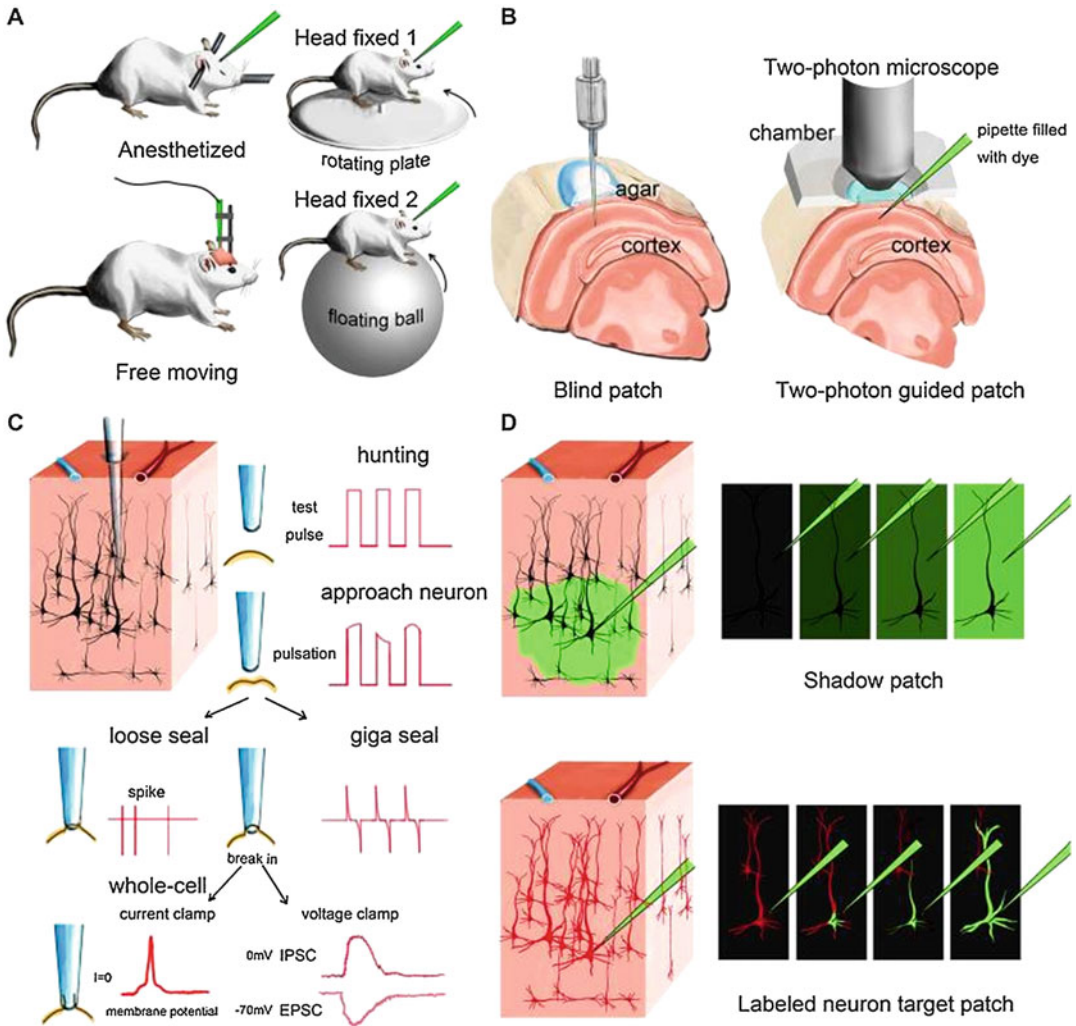 A
Head fixed 1
Anesthetized
rotating plate
Head fixed 2
floating ball
Free moving
B
Two-photon microscope
chamber
pipette filled
with dye
agar
cortex
cortex
Blind patch
Two-photon guided patch
C
hunting
test
pulse
approach neuron
pulsation
loose seal
giga seal
spike
break in
whole-cell
current clamp
voltage clamp
I=0
membrane potential
0mV IPSC
-70mV EPSC
D
Shadow patch
Labeled neuron target patch